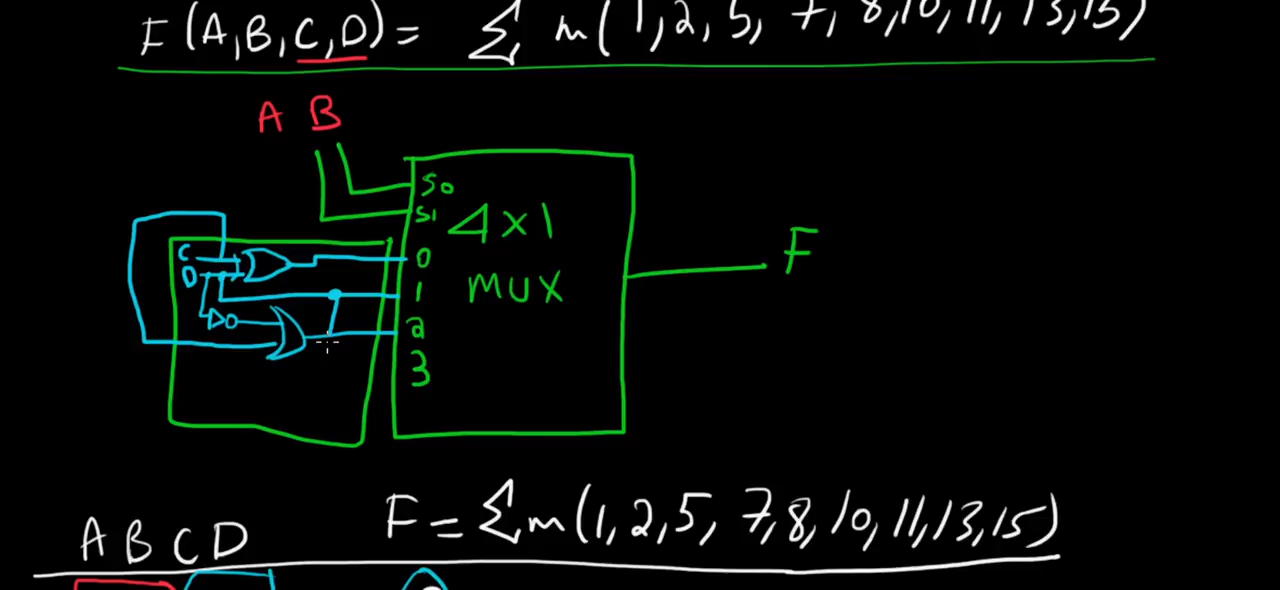 F(A,B,C,D) = Σ m(1,2,5,7,8,10,11,13,15)
A B
S0
S1
4x1
MUX
C
D
0
1
2
3
F
F = Σm(1,2,5,7,8,10,11,13,15)
A B C D